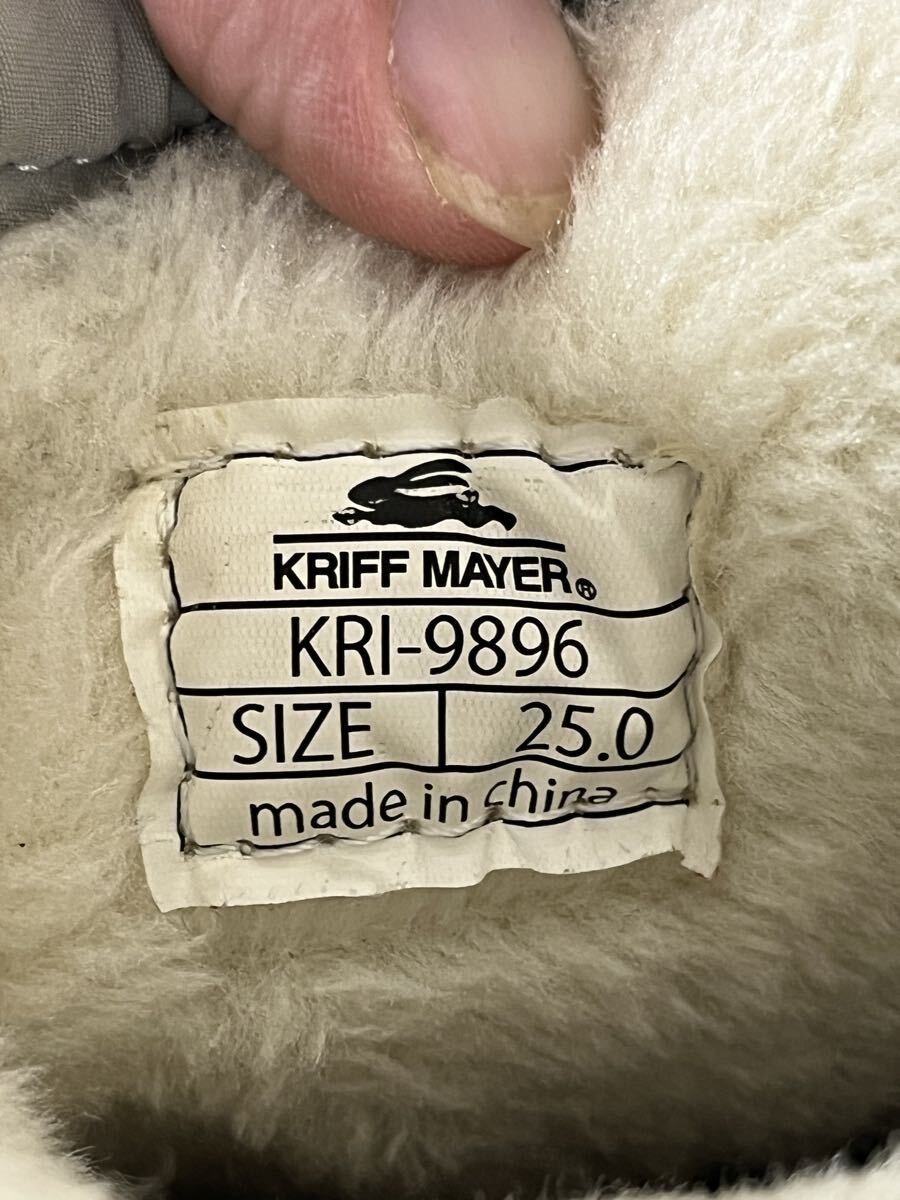 KRIFF MAYER®
KRI-9896
SIZE 25.0
made in china